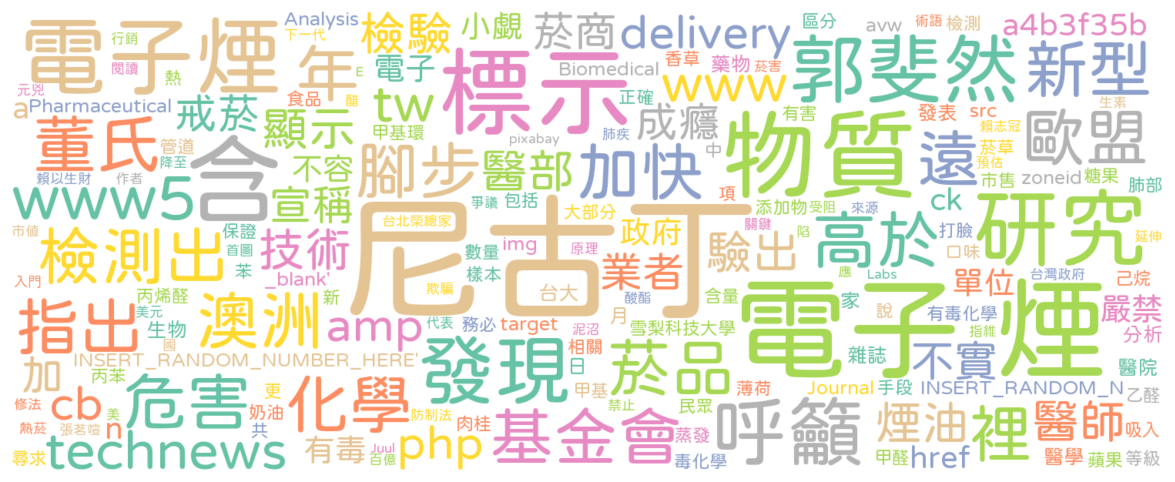 電子煙
行銷
年
檢驗
Analysis
下一代
小覷
菸商
delivery
avw
區分
術語
檢測
a4b3f35b
閱讀
熱
E
電子
Biomedical
香草
藥物
菸害
郭斐然
新型
元兇
a
Pharmaceutical
戒菸
食品
醋
tw
標示
www
正確
有害
發表
src
生素
董氏
管道
顯示
甲基環
pixabay
肺疾
成癮
中
物質
遠
賴志冠
菸草
預估
歐盟
賴以生財
降至
作者
含
不容
腳步
醫部
加快
項
市售
zoneid
糖果
肺部
www5
宣稱
爭議
包括
大部分
添加物
受阻
來源
ck
研究
市值
保證
首圖
苯
台北榮總家
尼古丁
政府
關鍵
陷
高於
打臉
口味
延伸
檢測出
技術
數量
樣本
img
原理
業者
驗出
應
Labs
單位
台灣政府
己烷
入門
_blank'
欺騙
台大
酸酯
含量
家
說
有毒化學
嚴禁
指出
丙烯醛
美元
生物
澳洲
新
amp
代表
務必
target
泥沼
月
雪梨科技大學
電子煙
指維
分析
國
INSERT_RANDOM_NUMBER_HERE'
發現
相關
日
菸品
雜誌
不實
醫院
加
丙苯
更
甲基
禁止
薄荷
Journal
手段
INSERT_RANDOM_N
乙醛
修法
cb
美
危害
化學
奶油
防制法
肉桂
民眾
呼籲
煙油
裡
醫師
吸入
熱菸
張茗喧
n
共
php
基金會
蒸發
尋求
technews
有毒
Juul
百億
毒化學
甲醛
href
醫學
蘋果
等級